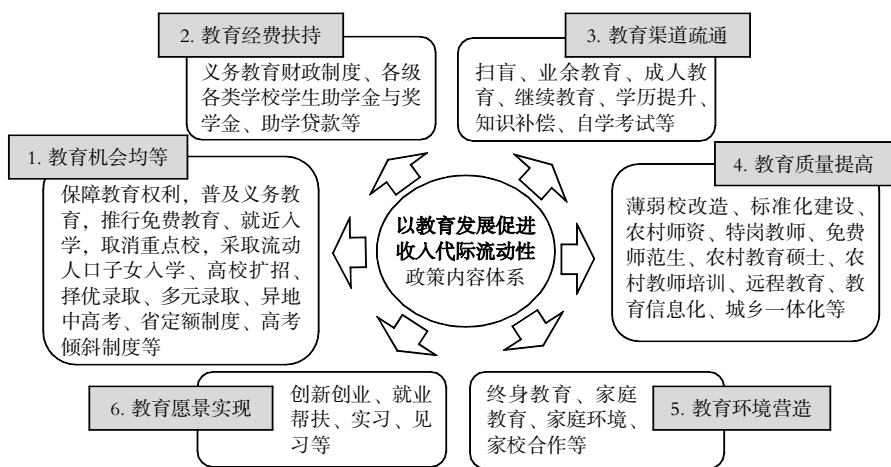 2. 教育经费扶持
义务教育财政制度、各级
各类学校学生助学金与奖
学金、助学贷款等
3. 教育渠道疏通
扫盲、业余教育、成人教
育、继续教育、学历提升、
知识补偿、自学考试等
1. 教育机会均等
保障教育权利，普及义务教
育，推行免费教育、就近入
学，取消重点校，采取流动
人口子女入学、高校扩招、
择优录取、多元录取、异地
中高考、省定额制度、高考
倾斜制度等
以教育发展促进
收入代际流动性
政策内容体系
4. 教育质量提高
薄弱校改造、标准化建设、
农村师资、特岗教师、免费
师范生、农村教育硕士、农
村教师培训、远程教育、教
育信息化、城乡一体化等
6. 教育愿景实现
创新创业、就业
帮扶、实习、见
习等
终身教育、家庭
教育、家庭环境、
家校合作等
5. 教育环境营造